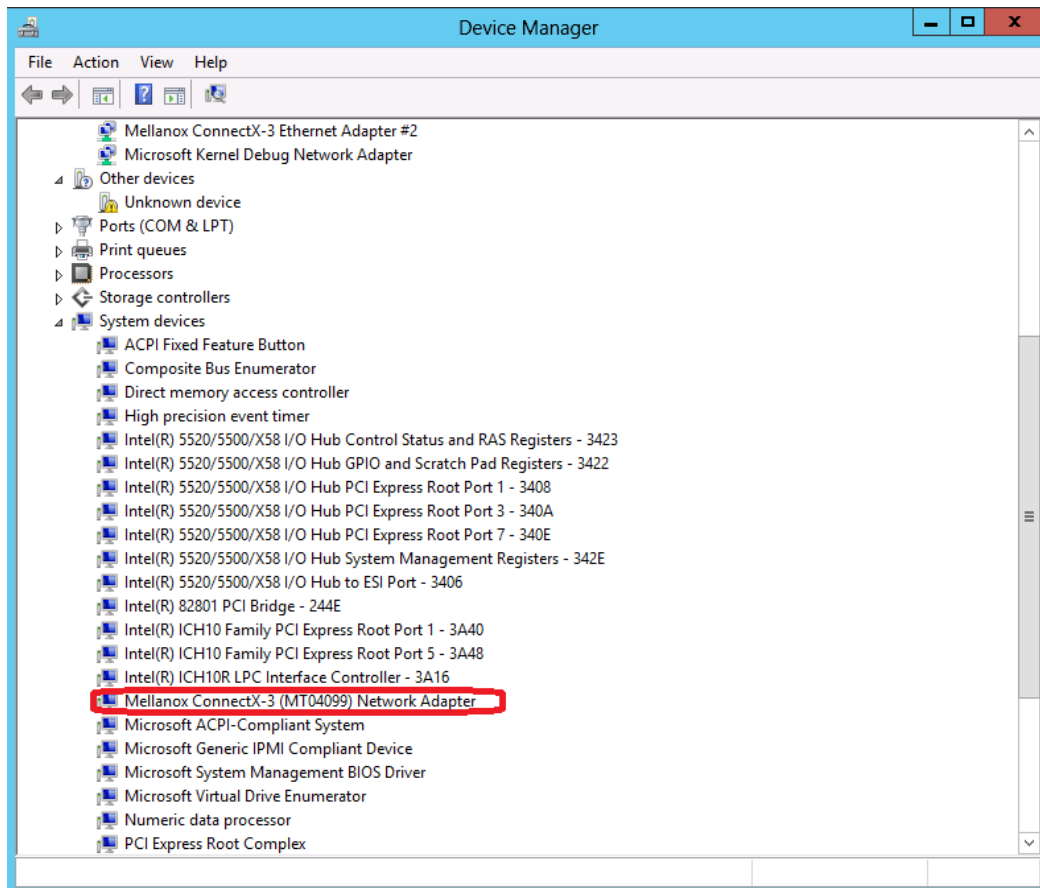 Device Manager
File Action View Help
Mellanox ConnectX-3 Ethernet Adapter #2
Microsoft Kernel Debug Network Adapter
Other devices
Unknown device
Ports (COM & LPT)
Print queues
Processors
Storage controllers
System devices
ACPI Fixed Feature Button
Composite Bus Enumerator
Direct memory access controller
High precision event timer
Intel(R) 5520/5500/X58 I/O Hub Control Status and RAS Registers - 3423
Intel(R) 5520/5500/X58 I/O Hub GPIO and Scratch Pad Registers - 3422
Intel(R) 5520/5500/X58 I/O Hub PCI Express Root Port 1 - 3408
Intel(R) 5520/5500/X58 I/O Hub PCI Express Root Port 3 - 340A
Intel(R) 5520/5500/X58 I/O Hub PCI Express Root Port 7 - 340E
Intel(R) 5520/5500/X58 I/O Hub System Management Registers - 342E
Intel(R) 5520/5500/X58 I/O Hub to ESI Port - 3406
Intel(R) 82801 PCI Bridge - 244E
Intel(R) ICH10 Family PCI Express Root Port 1 - 3A40
Intel(R) ICH10 Family PCI Express Root Port 5 - 3A48
Intel(R) ICH10R LPC Interface Controller - 3A16
Mellanox ConnectX-3 (MT04099) Network Adapter
Microsoft ACPI-Compliant System
Microsoft Generic IPMI Compliant Device
Microsoft System Management BIOS Driver
Microsoft Virtual Drive Enumerator
Numeric data processor
PCI Express Root Complex